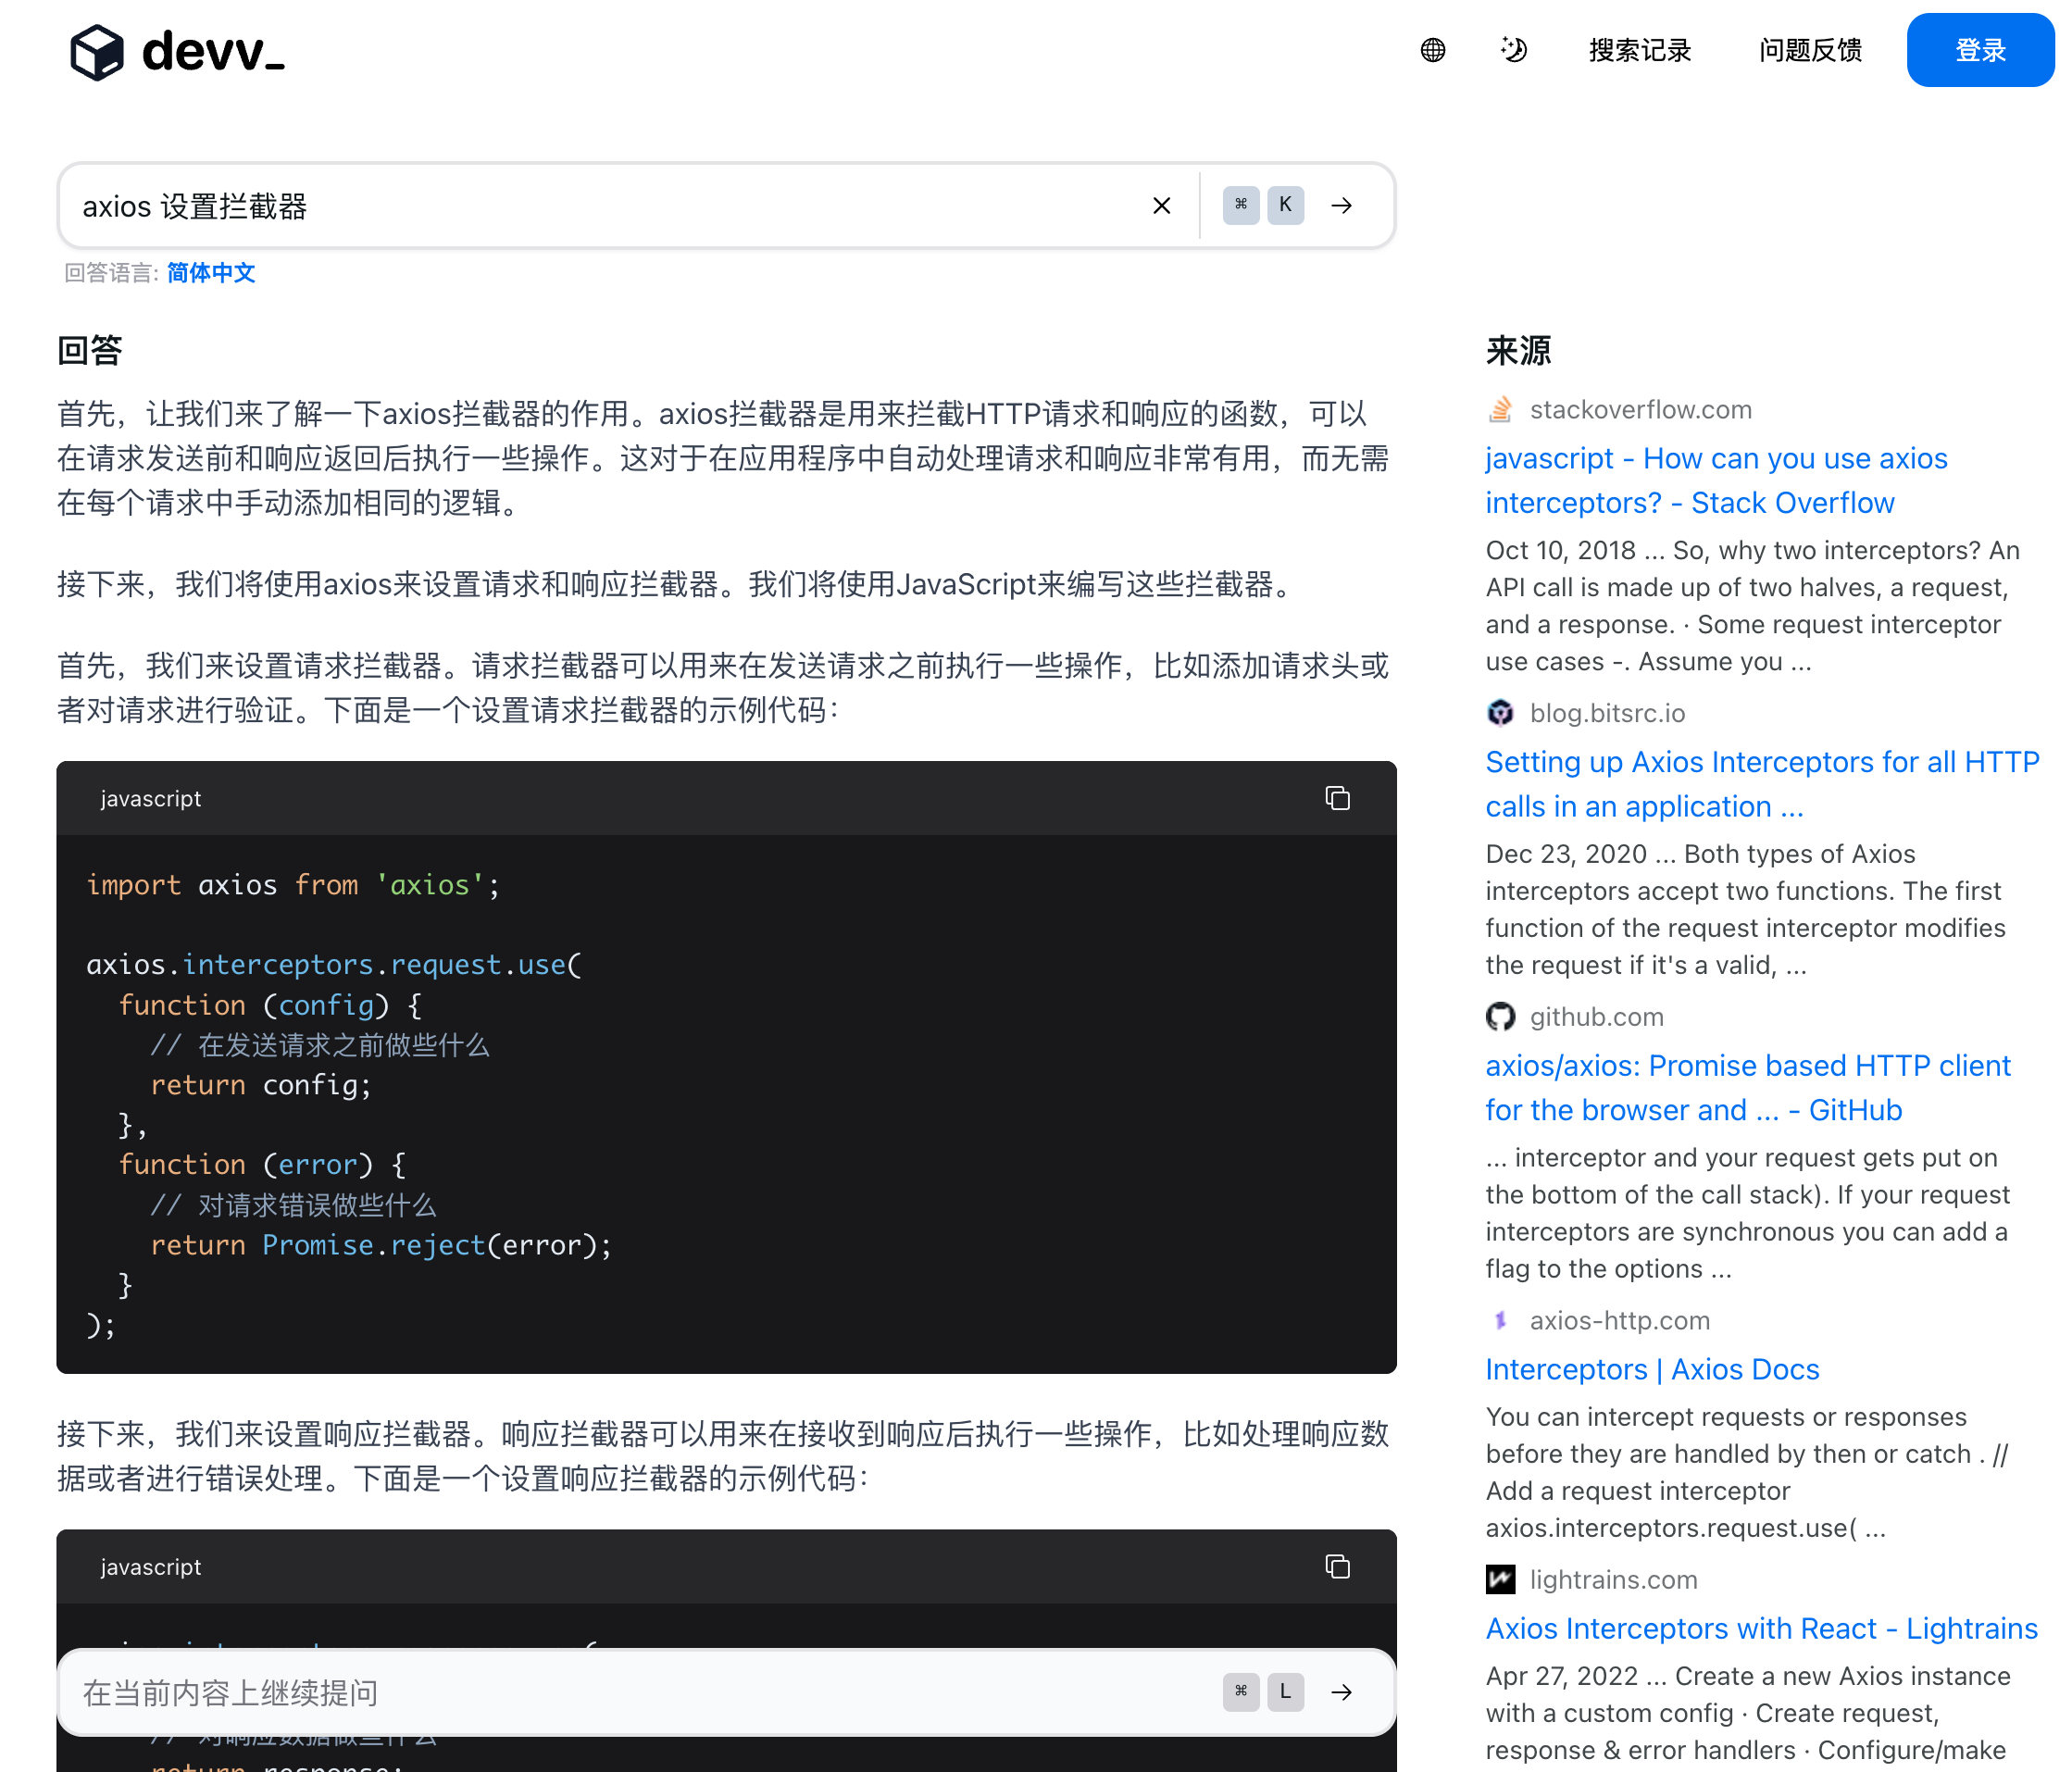 devv_
搜索记录
问题反馈
登录
axios 设置拦截器
⌘ K
回答语言: 简体中文
回答
首先，让我们来了解一下axios拦截器的作用。axios拦截器是用来拦截HTTP请求和响应的函数，可以
在请求发送前和响应返回后执行一些操作。这对于在应用程序中自动处理请求和响应非常有用，而无需
在每个请求中手动添加相同的逻辑。
接下来，我们将使用axios来设置请求和响应拦截器。我们将使用JavaScript来编写这些拦截器。
首先，我们来设置请求拦截器。请求拦截器可以用来在发送请求之前执行一些操作，比如添加请求头或
者对请求进行验证。下面是一个设置请求拦截器的示例代码：
javascript
import axios from 'axios';
axios.interceptors.request.use(
function (config) {
// 在发送请求之前做些什么
return config;
},
function (error) {
// 对请求错误做些什么
return Promise.reject(error);
}
);
接下来，我们来设置响应拦截器。响应拦截器可以用来在接收到响应后执行一些操作，比如处理响应数
据或者进行错误处理。下面是一个设置响应拦截器的示例代码：
javascript
在当前内容上继续提问
⌘ L
return response;
来源
stackoverflow.com
javascript - How can you use axios
interceptors? - Stack Overflow
Oct 10, 2018 ... So, why two interceptors? An
API call is made up of two halves, a request,
and a response. · Some request interceptor
use cases -. Assume you ...
blog.bitsrc.io
Setting up Axios Interceptors for all HTTP
calls in an application ...
Dec 23, 2020 ... Both types of Axios
interceptors accept two functions. The first
function of the request interceptor modifies
the request if it's a valid, ...
github.com
axios/axios: Promise based HTTP client
for the browser and ... - GitHub
... interceptor and your request gets put on
the bottom of the call stack). If your request
interceptors are synchronous you can add a
flag to the options ...
axios-http.com
Interceptors | Axios Docs
You can intercept requests or responses
before they are handled by then or catch . //
Add a request interceptor
axios.interceptors.request.use( ...
lightrains.com
Axios Interceptors with React - Lightrains
Apr 27, 2022 ... Create a new Axios instance
with a custom config · Create request,
response & error handlers · Configure/make